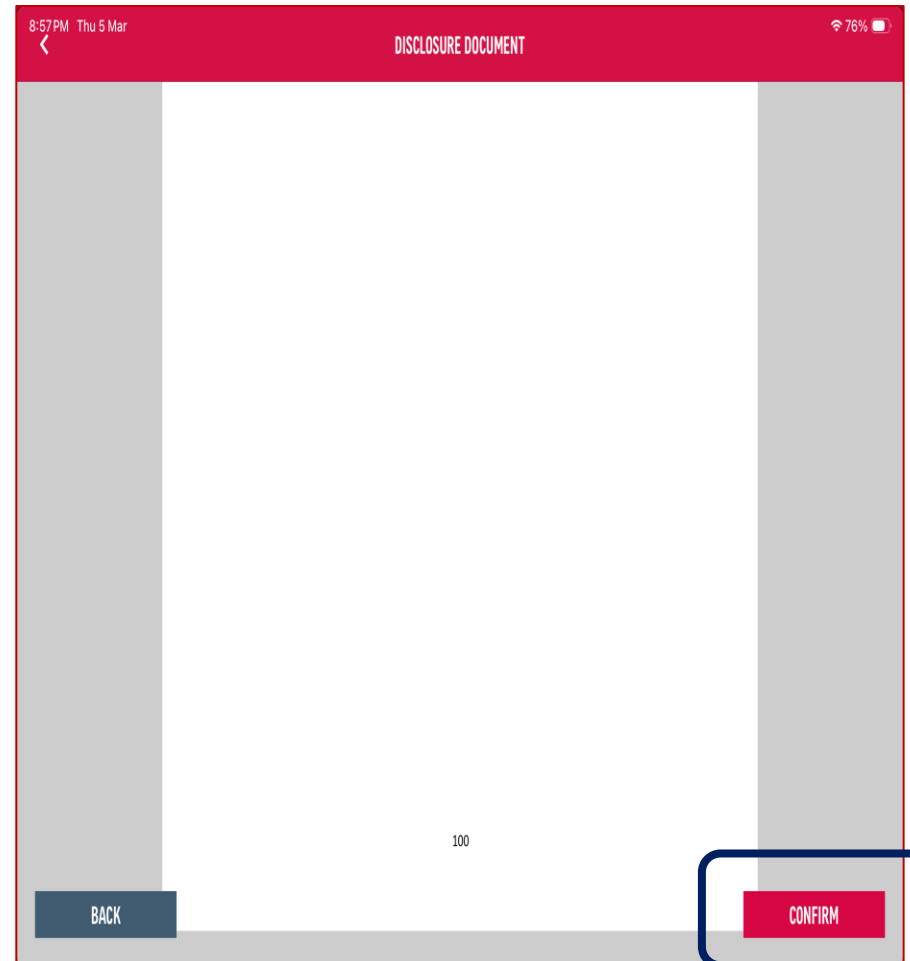 8:57 PM Thu 5 Mar
76%
DISCLOSURE DOCUMENT
100
BACK
CONFIRM